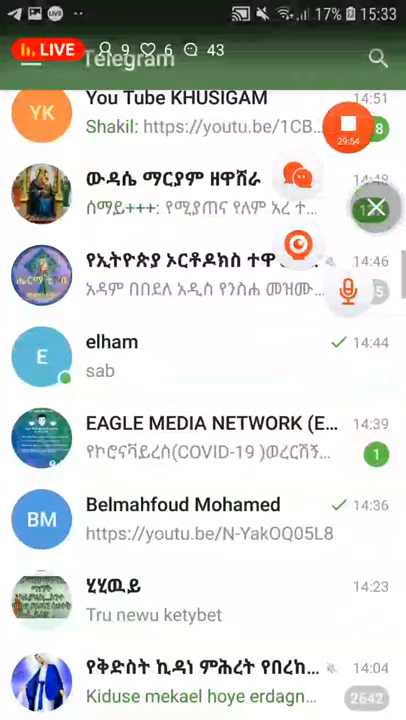 17% 15:33
LIVE 9 6 43
Telegram
YK You Tube KHUSIGAM 14:51
Shakil: https://youtu.be/1CB... 8
29:54
ውዳሴ ማርያም ዘዋሸራ 14:48
ሰማይ+++: የሚያጠና የለም አረ ተ...
የኢትዮጵያ ኦርቶዶክስ ተዋ 14:46
አዳም በበደለ አዲስ የንስሐ መዝሙ... 5
E elham 14:44
sab
EAGLE MEDIA NETWORK (E... 14:39
የኮሮናቫይረስ(COVID-19 )ወረርሽኝ... 1
BM Belmahfoud Mohamed 14:36
https://youtu.be/N-YakOQ05L8
ሂሂዉይ 14:23
Tru newu ketybet
የቅድስት ኪዳነ ምሕረት የበረከ... 14:04
Kiduse mekael hoye erdagn... 2642